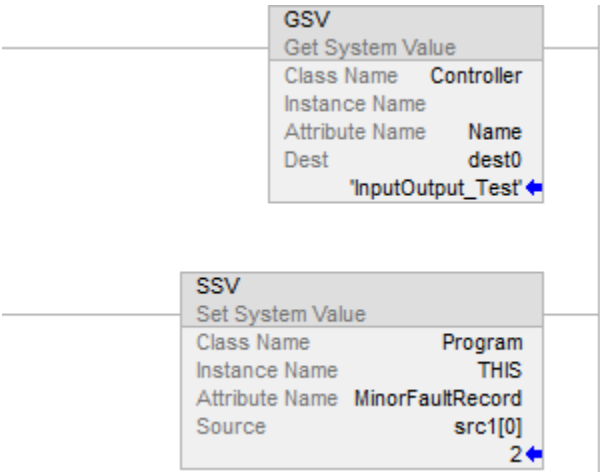 GSV
Get System Value
Class Name Controller
Instance Name
Attribute Name Name
Dest dest0
'InputOutput_Test'
SSV
Set System Value
Class Name Program
Instance Name THIS
Attribute Name MinorFaultRecord
Source src1[0]
2